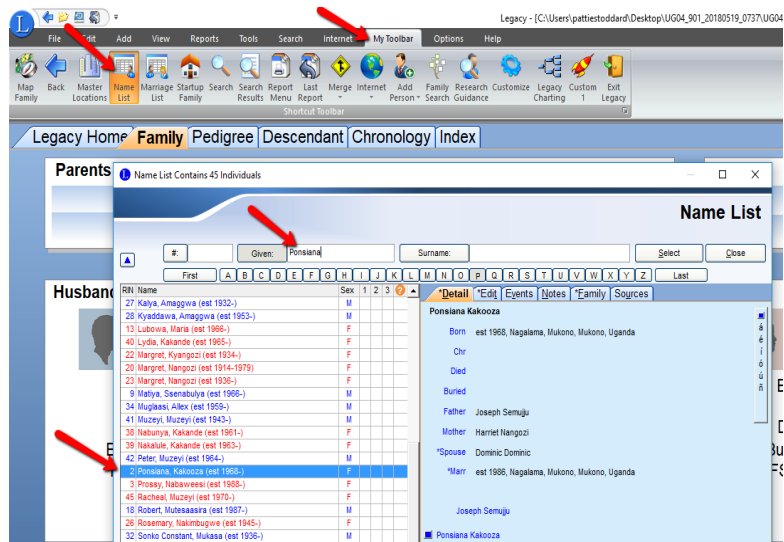 Legacy - [C:\Users\pattiestoddard\Desktop\UG04_901_20180519_0737\UG04
File Edit Add View Reports Tools Search Internet My Toolbar Options Help
Map Family
Back
Master Locations
Name List
Marriage List
Startup Family
Search
Search Results
Report Menu
Last Report
Merge
Internet
Add Person
Family Search
Research Guidance
Customize
Legacy Charting
Custom 1
Exit Legacy
Shortcut Toolbar
Legacy Home Family Pedigree Descendant Chronology Index
Parents
Husban
L Name List Contains 45 Individuals
Name List
#: Given: Ponsiana Surname: Select Close
First A B C D E F G H I J K L M N O P Q R S T U V W X Y Z Last
RIN Name Sex 1 2 3
27 Kalya, Amaggwa (est 1932-) M
28 Kyaddawa, Amaggwa (est 1953-) M
13 Lubowa, Maria (est 1966-) F
40 Lydia, Kakande (est 1965-) F
22 Margret, Kyangozi (est 1934-) F
20 Margret, Nangozi (est 1914-1979) F
23 Margret, Nangozi (est 1936-) F
9 Matiya, Ssenabulya (est 1966-) M
34 Muglaasi, Allex (est 1959-) M
41 Muzeyi, Muzeyi (est 1943-) M
38 Nabunya, Kakande (est 1961-) F
39 Nakalule, Kakande (est 1963-) F
42 Peter, Muzeyi (est 1964-) M
2 Ponsiana, Kakooza (est 1968-) F
3 Prossy, Nabaweesi (est 1988-) F
45 Racheal, Muzeyi (est 1970-) F
18 Robert, Mutesaasira (est 1987-) M
26 Rosemary, Nakimbugwe (est 1945-) F
32 Sonko Constant, Mukasa (est 1936-) M
*Detail *Edit Events Notes *Family Sources
Ponsiana Kakooza
Born est 1968, Nagalama, Mukono, Mukono, Uganda
Chr
Died
Buried
Father Joseph Semujju
Mother Harriet Nangozi
*Spouse Dominic Dominic
*Marr est 1986, Nagalama, Mukono, Mukono, Uganda
Joseph Semujju
Ponsiana Kakooza
á
é
í
ó
ú
ñ